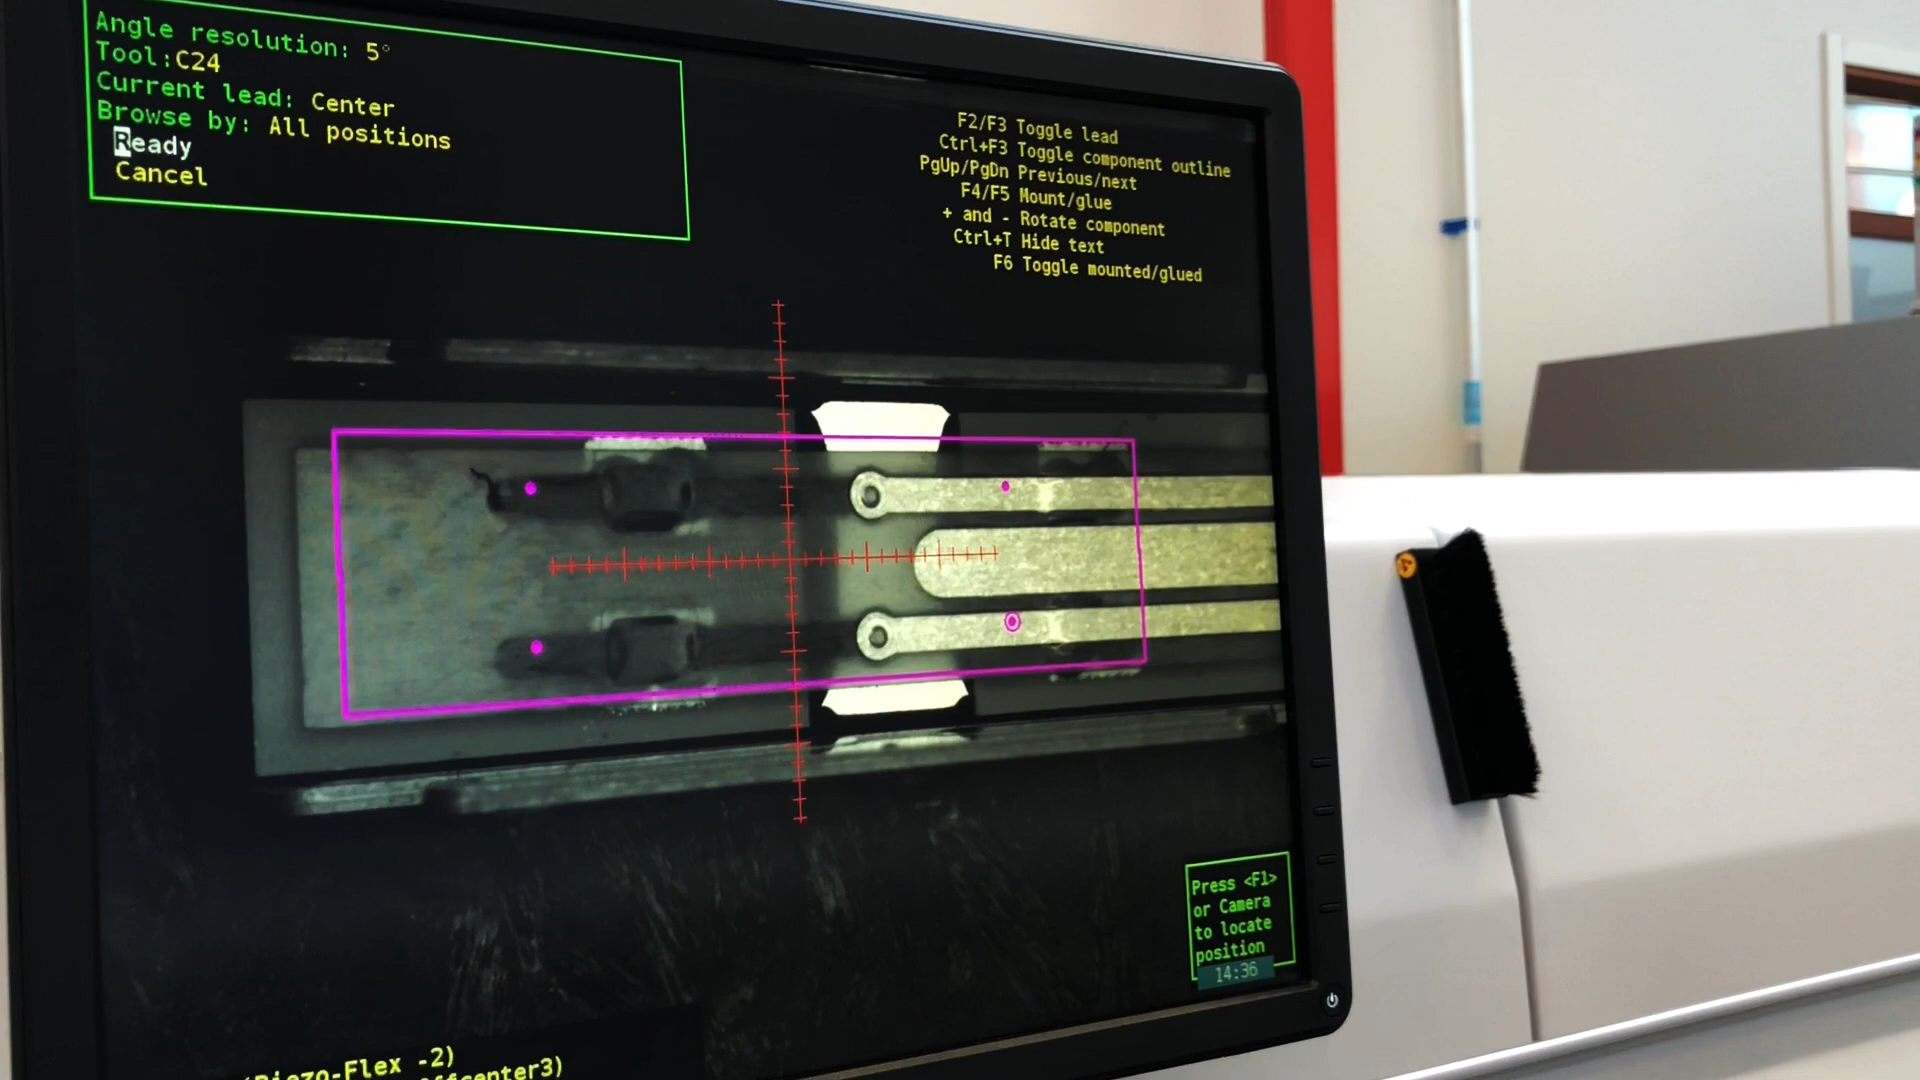 Angle resolution: 5°
Tool:C24
Current lead: Center
Browse by: All positions
Ready
Cancel
F2/F3 Toggle lead
Ctrl+F3 Toggle component outline
PgUp/PgDn Previous/next
F4/F5 Mount/glue
+ and - Rotate component
Ctrl+T Hide text
F6 Toggle mounted/glued
Press <F1>
or Camera
to locate
position
14:36
-Flex -2)